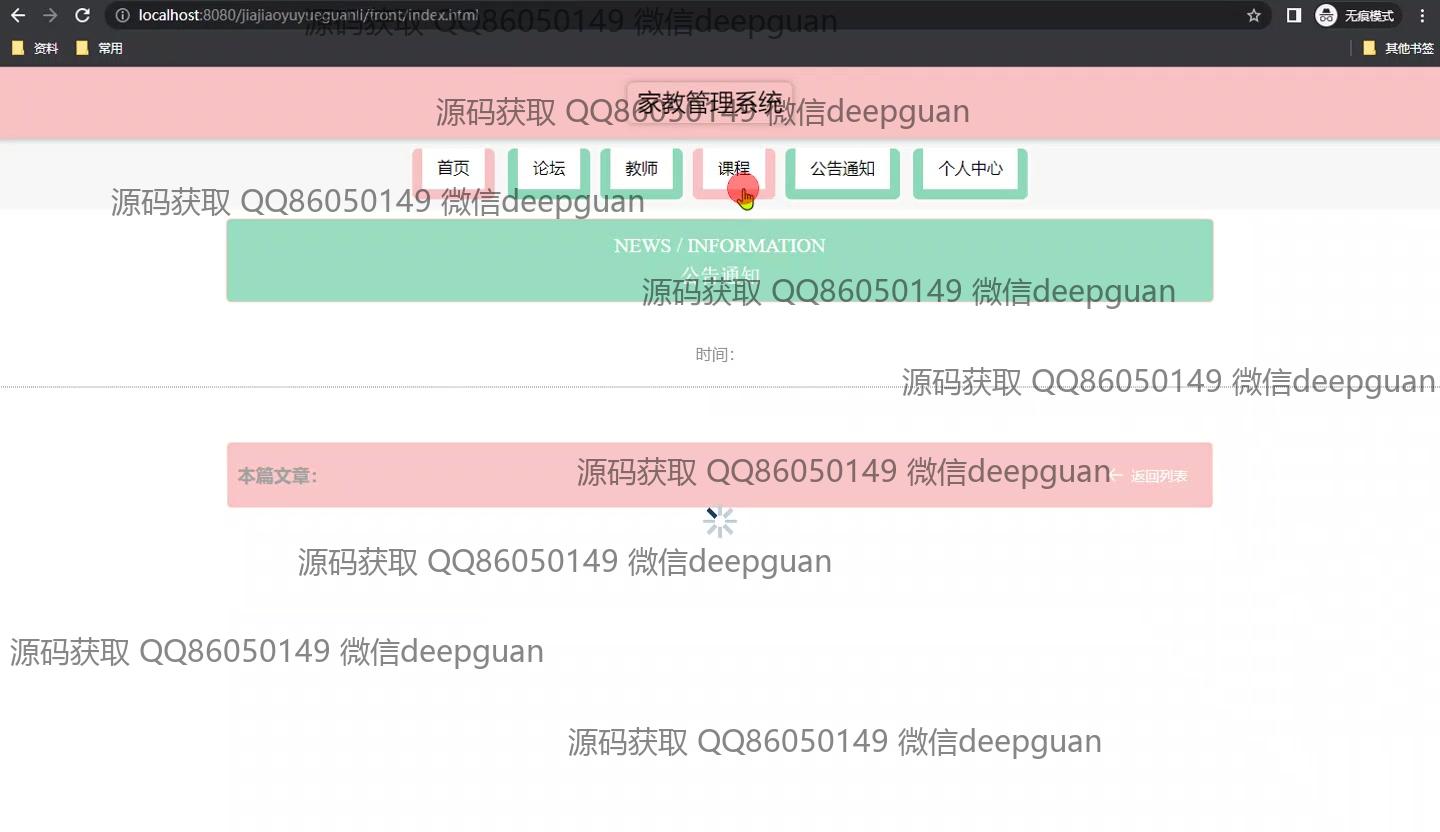 localhost:8080/jiajiaoyuyueguanli/front/index.html
无痕模式
资料
常用
其他书签
源码获取 QQ86050149 微信deepguan
家教管理系统
源码获取 QQ86050149 微信deepguan
首页
论坛
教师
课程
公告通知
个人中心
源码获取 QQ86050149 微信deepguan
NEWS / INFORMATION
公告通知
源码获取 QQ86050149 微信deepguan
时间：
源码获取 QQ86050149 微信deepguan
本篇文章：
源码获取 QQ86050149 微信deepguan
← 返回列表
源码获取 QQ86050149 微信deepguan
源码获取 QQ86050149 微信deepguan
源码获取 QQ86050149 微信deepguan